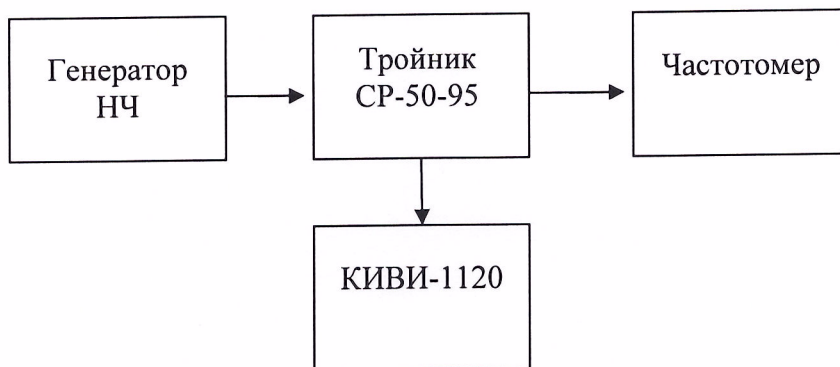 Генератор
НЧ
Тройник
СР-50-95
Частотомер
КИВИ-1120